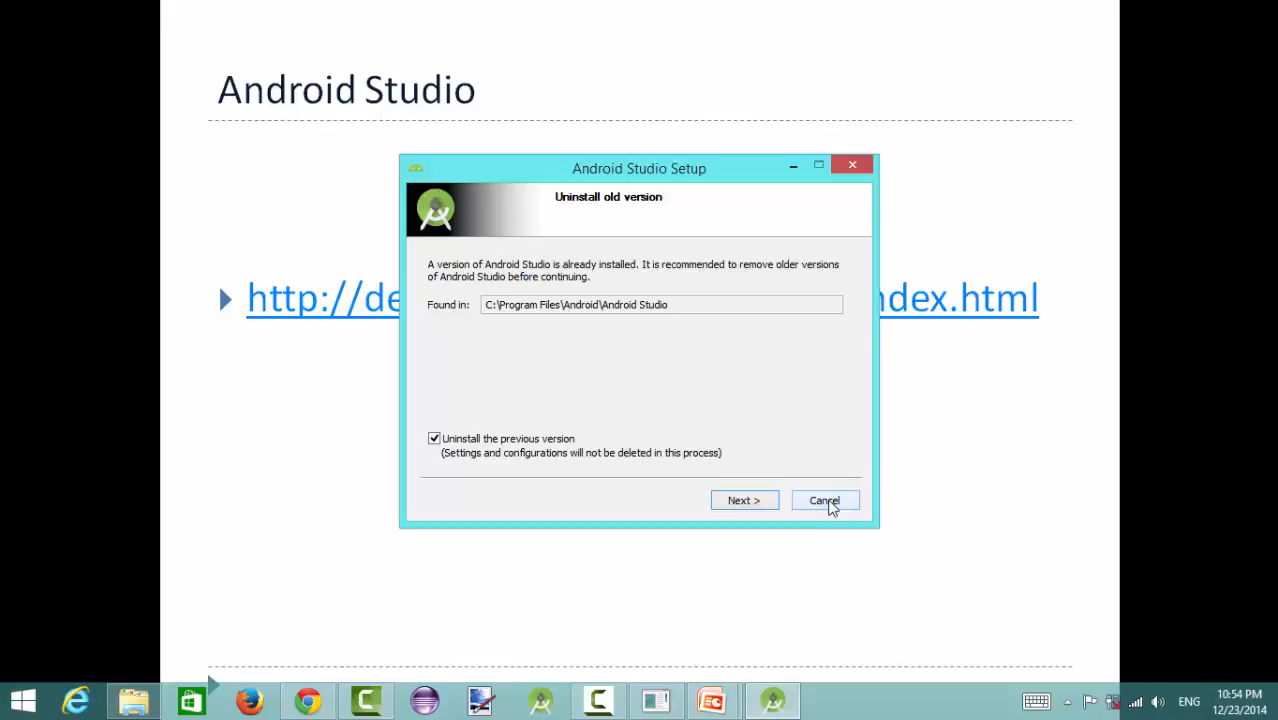 Android Studio
Android Studio Setup
Uninstall old version
A version of Android Studio is already installed. It is recommended to remove older versions
of Android Studio before continuing.
http://de
ndex.html
Found in: C:\Program Files\Android\Android Studio
Uninstall the previous version
(Settings and configurations will not be deleted in this process)
Next >
Cancel
ENG
10:54 PM
12/23/2014